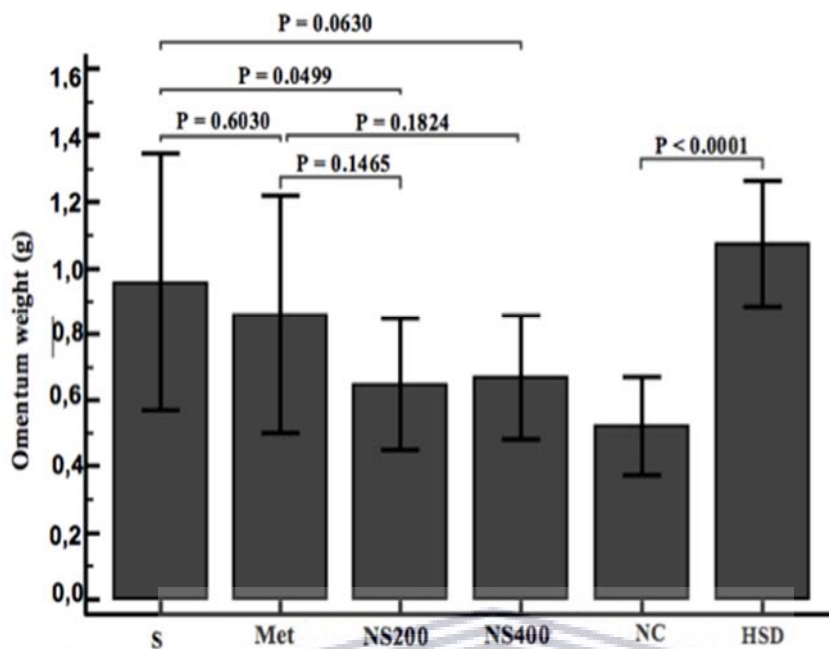 P = 0.0630
P = 0.0499
P = 0.6030
P = 0.1824
P = 0.1465
P < 0.0001
Omentum weight (g)
1,6
1,4
1,2
1,0
0,8
0,6
0,4
0,2
0,0
S Met NS200 NS400 NC HSD